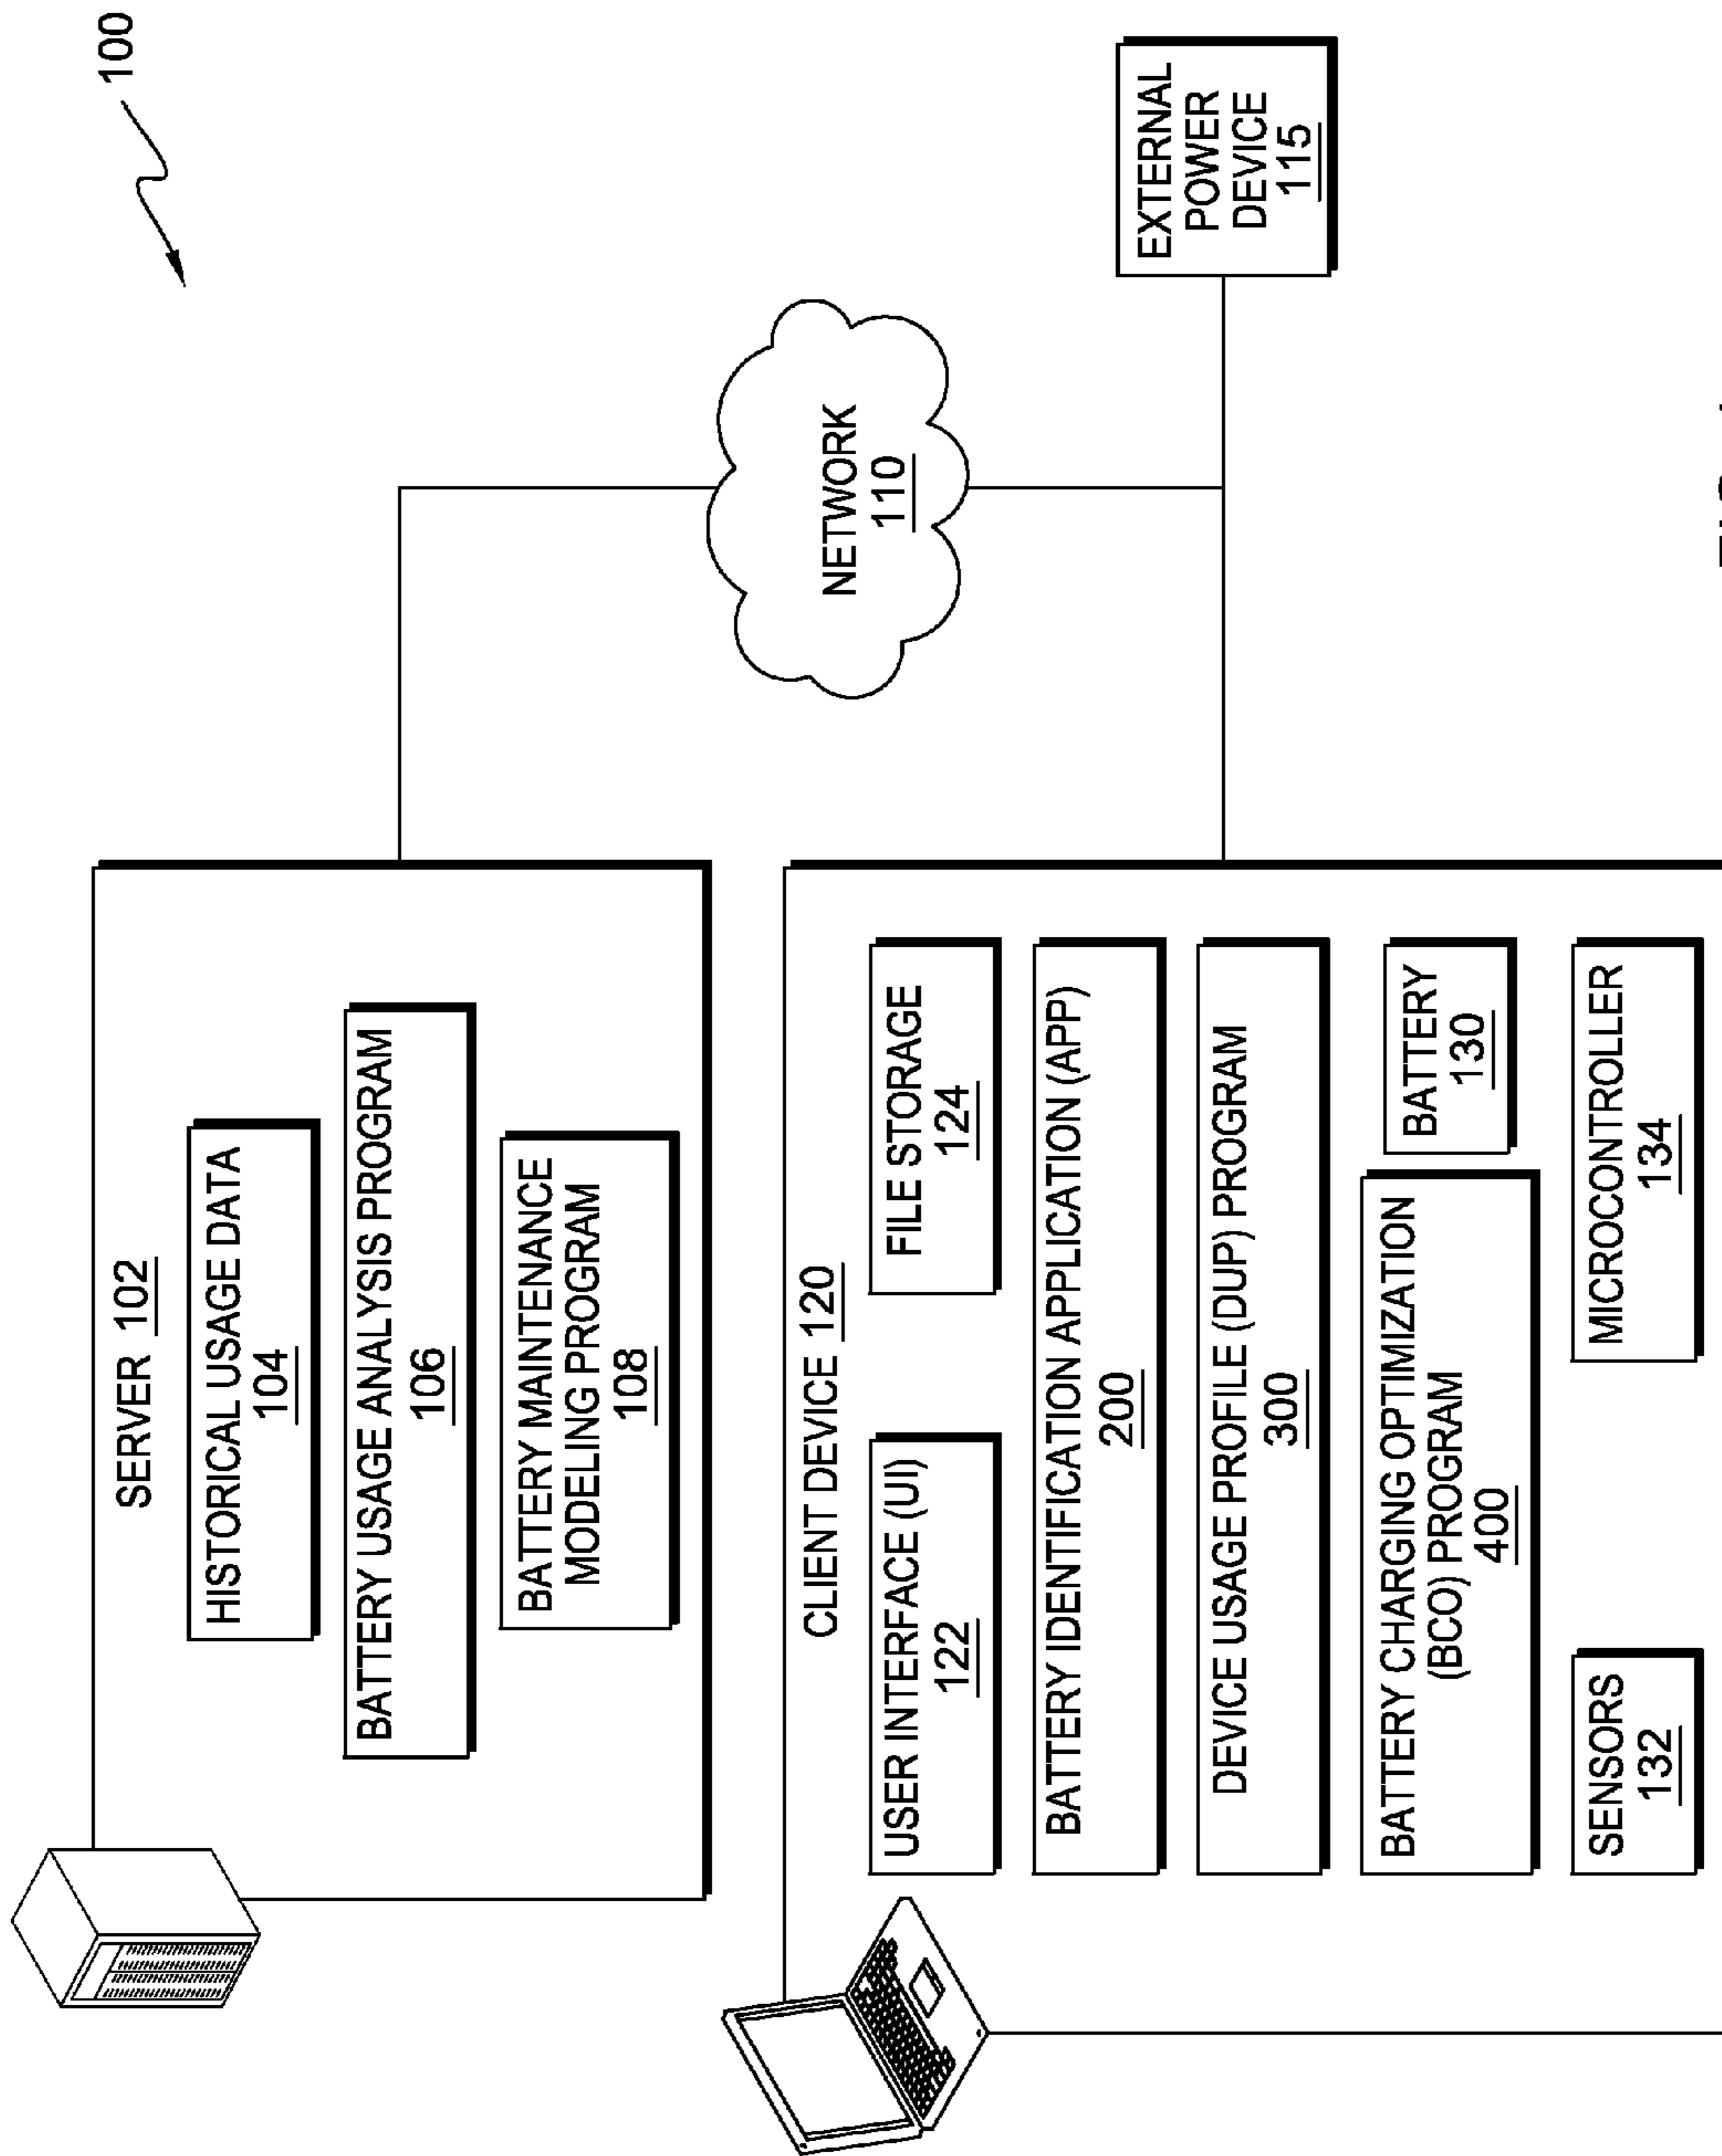 100
SERVER 102
HISTORICAL USAGE DATA
104
BATTERY USAGE ANALYSIS PROGRAM
106
BATTERY MAINTENANCE
MODELING PROGRAM
108
NETWORK
110
CLIENT DEVICE 120
USER INTERFACE (UI)
122
FILE STORAGE
124
BATTERY IDENTIFICATION APPLICATION (APP)
200
DEVICE USAGE PROFILE (DUP) PROGRAM
300
BATTERY CHARGING OPTIMIZATION
(BCO) PROGRAM
400
BATTERY
130
SENSORS
132
MICROCONTROLLER
134
EXTERNAL
POWER
DEVICE
115